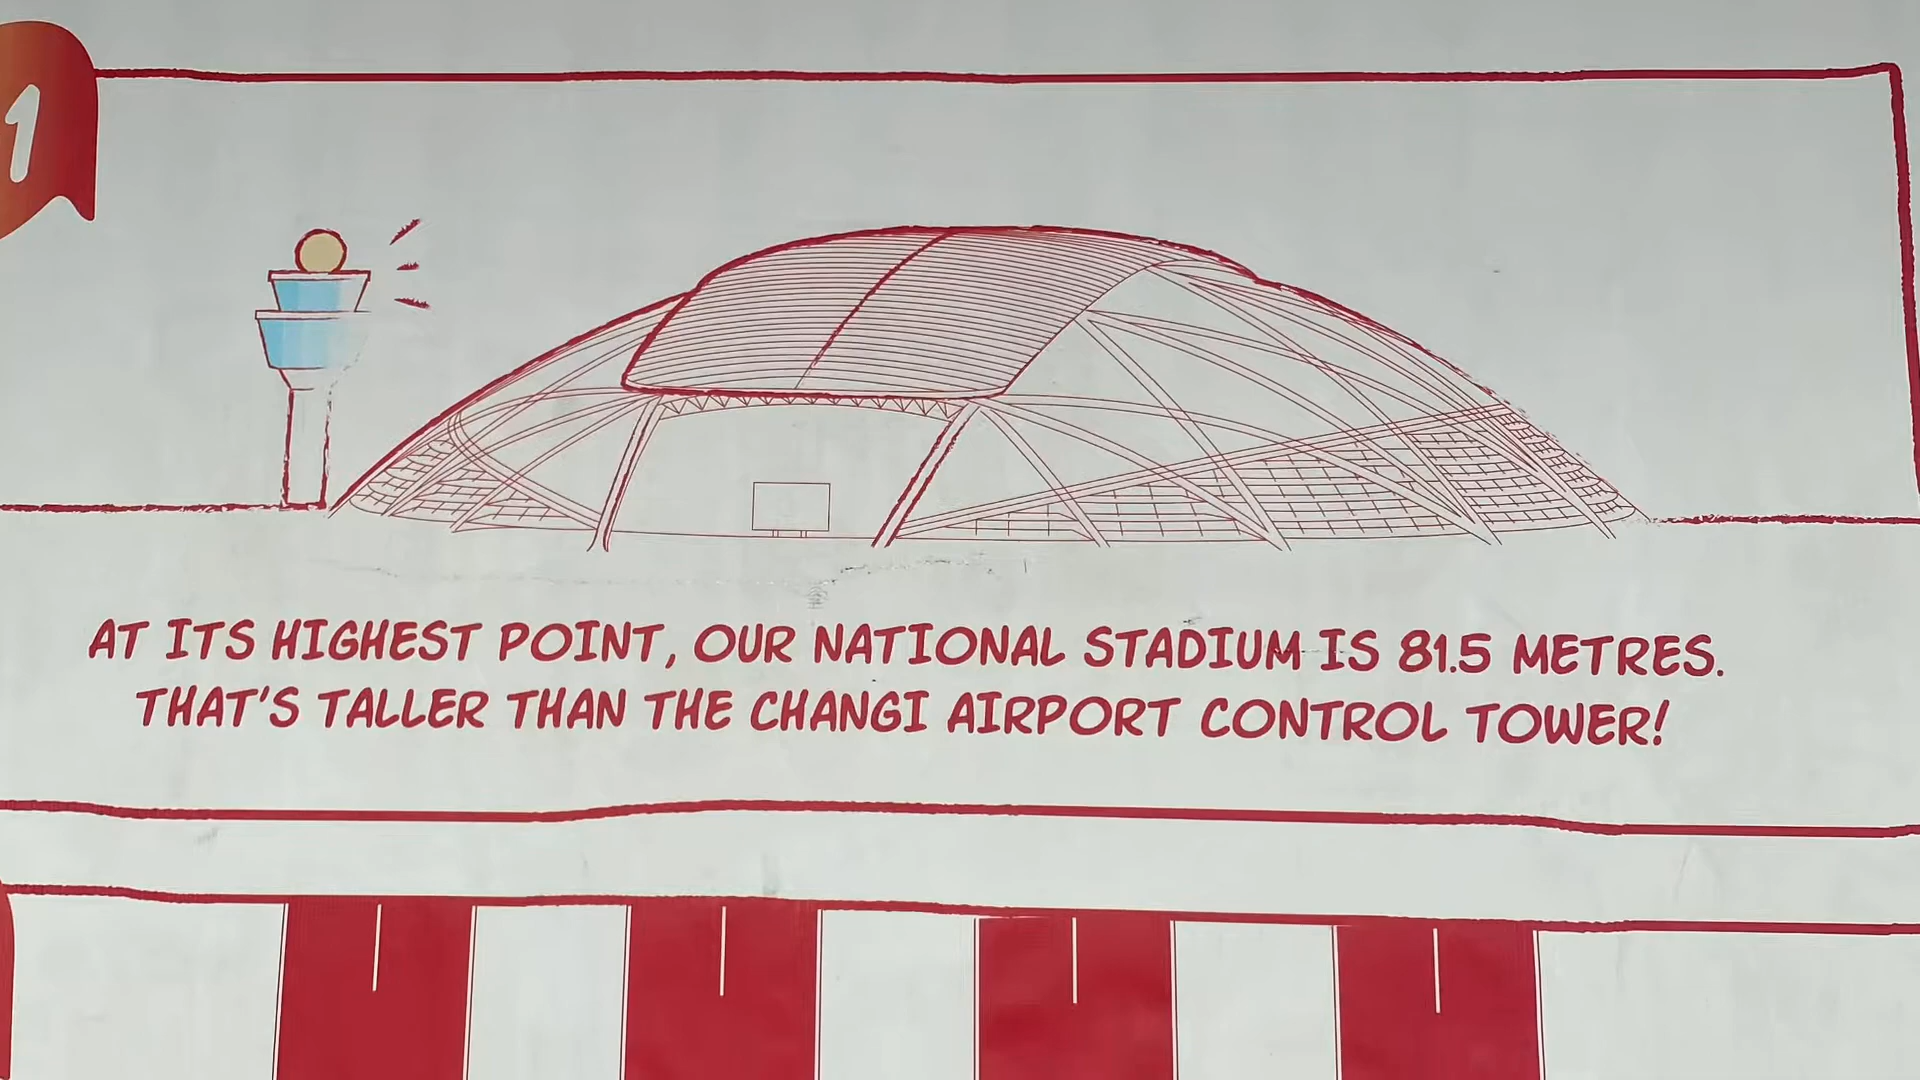 1
AT ITS HIGHEST POINT, OUR NATIONAL STADIUM IS 81.5 METRES.
THAT'S TALLER THAN THE CHANGI AIRPORT CONTROL TOWER!